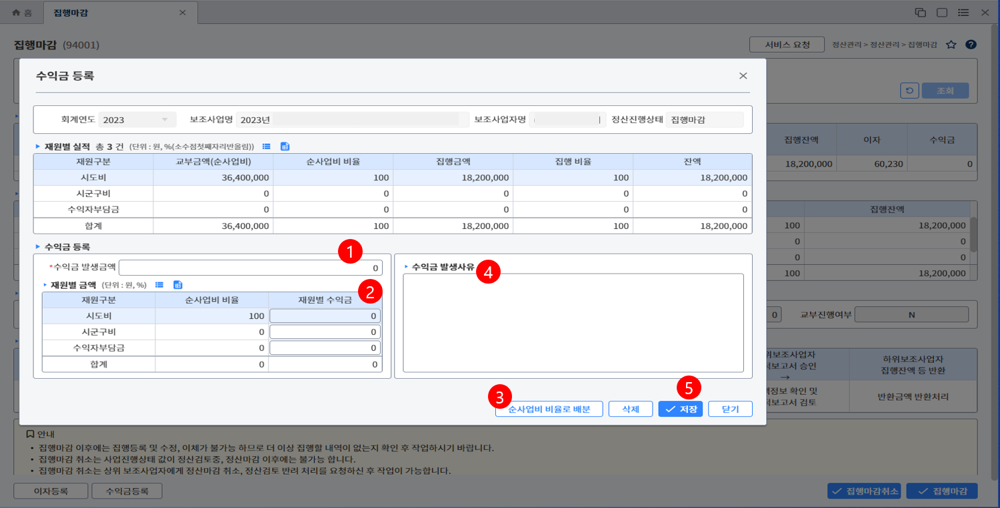 홈 집행마감
집행마감 (94001) 서비스 요청 정산관리 > 정산관리 > 집행마감
조회
수익금 등록
회계연도 2023 보조사업명 2023년 보조사업자명 정산진행상태 집행마감
재원별 실적 총 3 건 (단위 : 원, %(소수점첫째자리반올림))
재원구분 교부금액(순사업비) 순사업비 비율 집행금액 집행 비율 잔액
시도비 36,400,000 100 18,200,000 100 18,200,000
시군구비 0 0 0 0 0
수익자부담금 0 0 0 0 0
합계 36,400,000 100 18,200,000 100 18,200,000
수익금 등록
1
*수익금 발생금액 0
재원별 금액 (단위 : 원, %)
2
재원구분 순사업비 비율 재원별 수익금
시도비 100 0
시군구비 0 0
수익자부담금 0 0
합계 0 0
수익금 발생사유
4
3
5
순사업비 비율로 배분 삭제 저장 닫기
집행잔액 이자 수익금
18,200,000 60,230 0
집행잔액
100 18,200,000
0
0
100 18,200,000
0 교부진행여부 N
위보조사업자
적보고서 승인
→
하위보조사업자
집행잔액 등 반환
액정보 확인 및
적보고서 검토
반환금액 반환처리
안내
• 집행마감 이후에는 집행등록 및 수정, 이체가 불가능 하므로 더 이상 집행할 내역이 없는지 확인 후 작업하시기 바랍니다.
• 집행마감 취소는 사업진행상태 값이 정산검토중, 정산마감 이후에는 불가능 합니다.
• 집행마감 취소는 상위 보조사업자에게 정산마감 취소, 정산검토 반려 처리를 요청하신 후 작업이 가능합니다.
이자등록 수익금등록 집행마감취소 집행마감